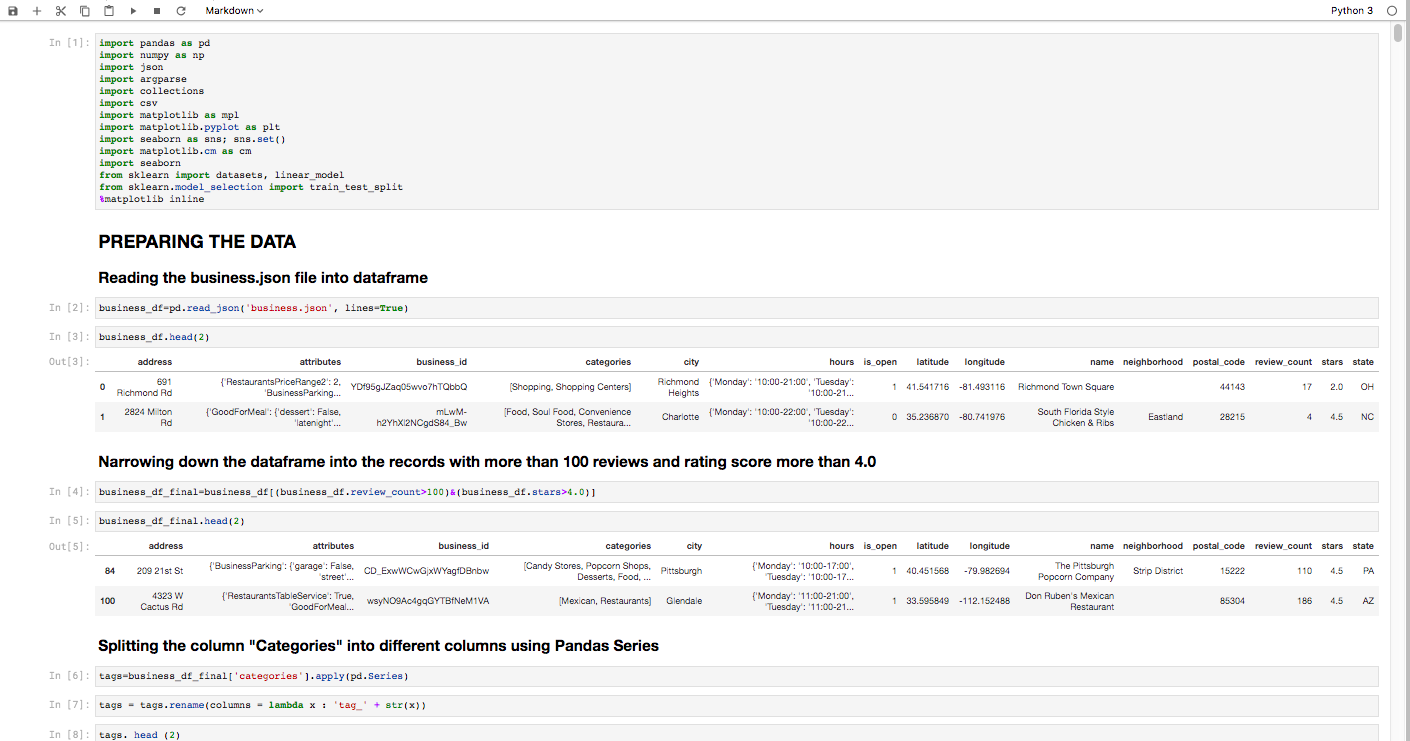 Markdown Python 3
In [1]:
import pandas as pd
import numpy as np
import json
import argparse
import collections
import csv
import matplotlib as mpl
import matplotlib.pyplot as plt
import seaborn as sns; sns.set()
import matplotlib.cm as cm
import seaborn
from sklearn import datasets, linear_model
from sklearn.model_selection import train_test_split
%matplotlib inline
PREPARING THE DATA
Reading the business.json file into dataframe
In [2]: business_df=pd.read_json('business.json', lines=True)
In [3]: business_df.head(2)
Out[3]: address attributes business_id categories city hours is_open latitude longitude name neighborhood postal_code review_count stars state
0 691 Richmond Rd {'RestaurantsPriceRange2': 2, 'BusinessParking... YDf95gJZaq05wvo7hTQbbQ [Shopping, Shopping Centers] Richmond Heights {'Monday': '10:00-21:00', 'Tuesday': '10:00-21... 1 41.541716 -81.493116 Richmond Town Square 44143 17 2.0 OH
1 2824 Milton Rd {'GoodForMeal': {'dessert': False, 'latenight'... mLwM-h2YhXl2NCgdS84_Bw [Food, Soul Food, Convenience Stores, Restaura... Charlotte {'Monday': '10:00-22:00', 'Tuesday': '10:00-22... 0 35.236870 -80.741976 South Florida Style Chicken & Ribs Eastland 28215 4 4.5 NC
Narrowing down the dataframe into the records with more than 100 reviews and rating score more than 4.0
In [4]: business_df_final=business_df[(business_df.review_count>100)&(business_df.stars>4.0)]
In [5]: business_df_final.head(2)
Out[5]: address attributes business_id categories city hours is_open latitude longitude name neighborhood postal_code review_count stars state
84 209 21st St {'BusinessParking': {'garage': False, 'street'... CD_ExwWCwGjxWYagfDBnbw [Candy Stores, Popcorn Shops, Desserts, Food, ... Pittsburgh {'Monday': '10:00-17:00', 'Tuesday': '10:00-17... 1 40.451568 -79.982694 The Pittsburgh Popcorn Company Strip District 15222 110 4.5 PA
100 4323 W Cactus Rd {'RestaurantsTableService': True, 'GoodForMeal... wsyNO9Ac4gqGYTBfNeM1VA [Mexican, Restaurants] Glendale {'Monday': '11:00-21:00', 'Tuesday': '11:00-21... 1 33.595849 -112.152488 Don Ruben's Mexican Restaurant 85304 186 4.5 AZ
Splitting the column "Categories" into different columns using Pandas Series
In [6]: tags=business_df_final['categories'].apply(pd.Series)
In [7]: tags = tags.rename(columns = lambda x : 'tag_' + str(x))
In [8]: tags. head (2)